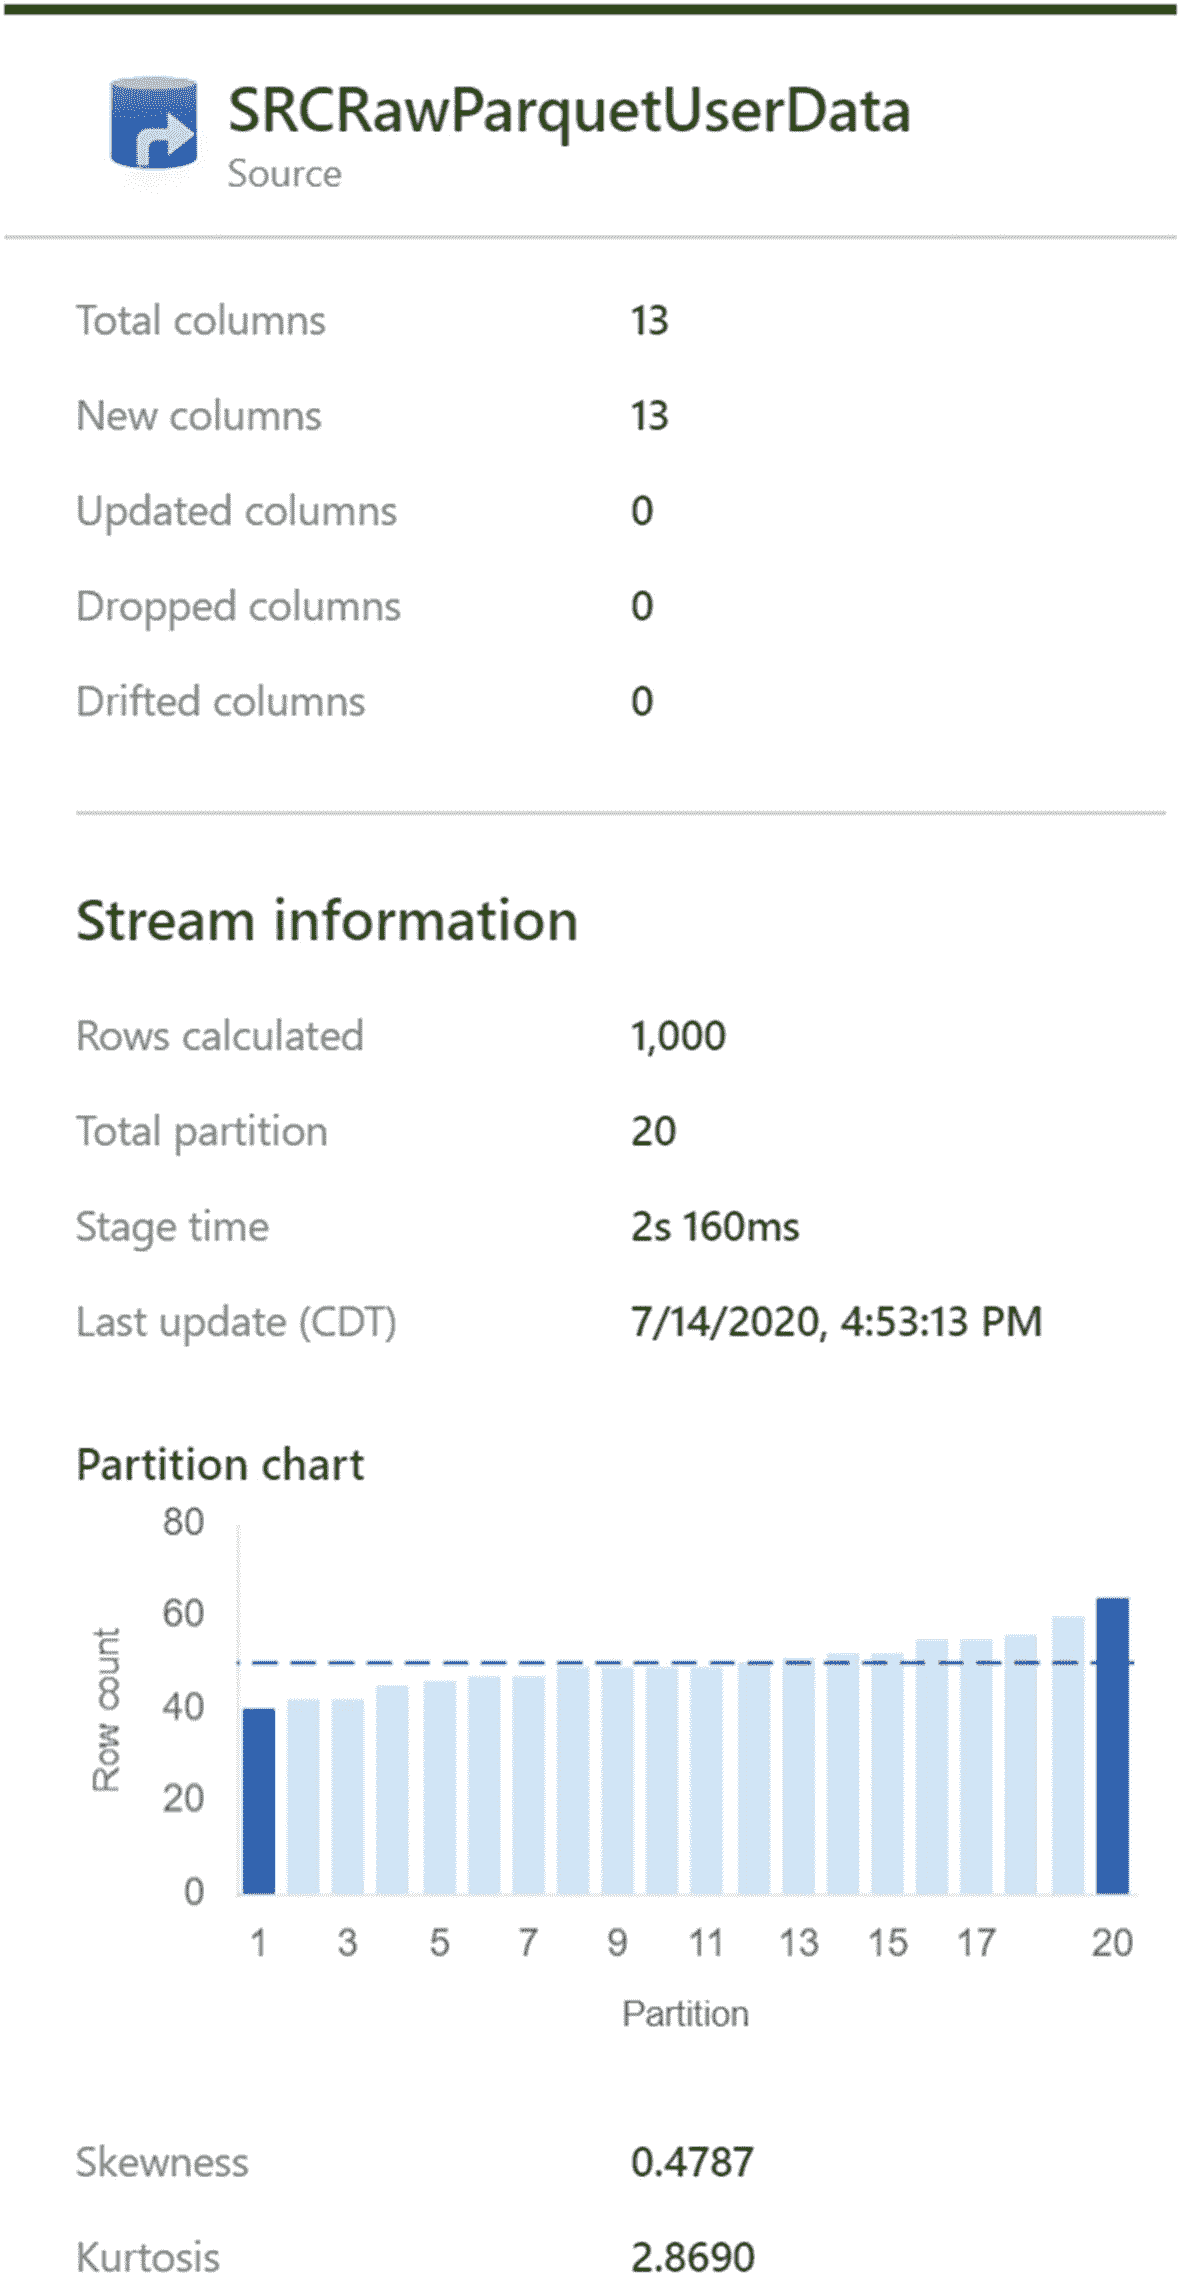 SRCRawParquetUserData
Source
Total columns 13
New columns 13
Updated columns 0
Dropped columns 0
Drifted columns 0
Stream information
Rows calculated 1,000
Total partition 20
Stage time 2s 160ms
Last update (CDT) 7/14/2020, 4:53:13 PM
Partition chart
80
60
40
20
0
Row count
1 3 5 7 9 11 13 15 17 20
Partition
Skewness 0.4787
Kurtosis 2.8690